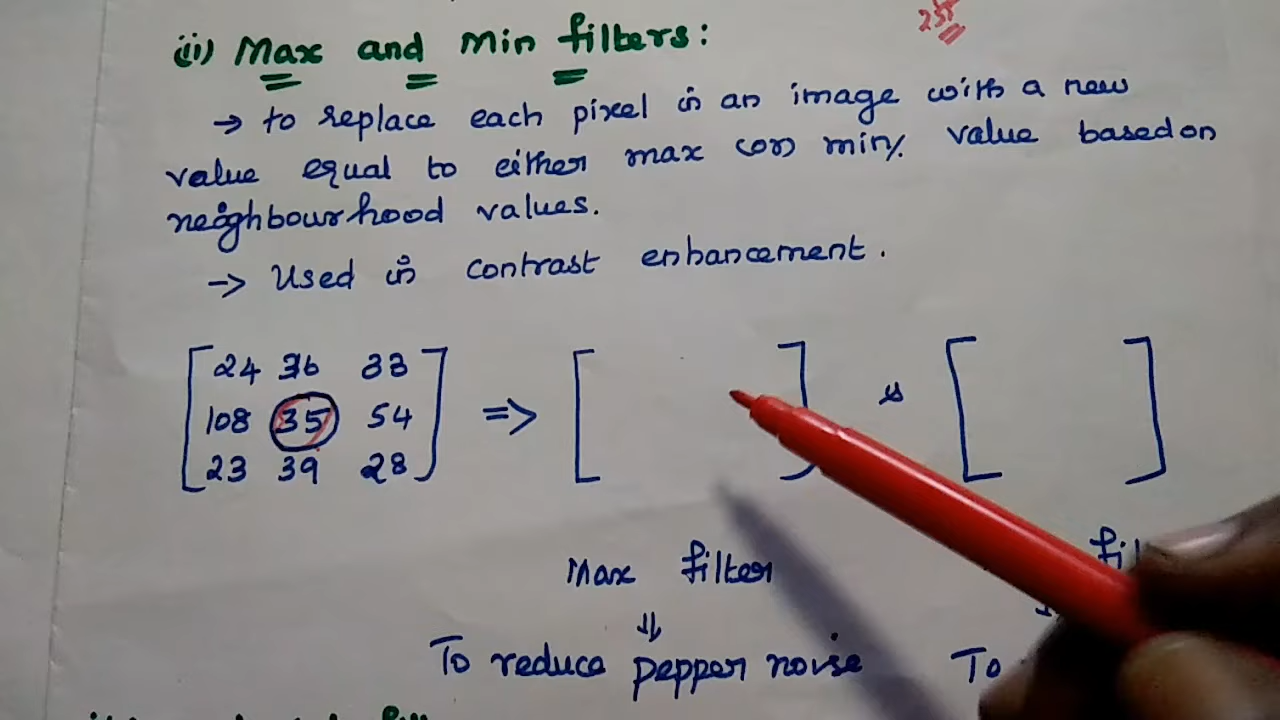 255
(ii) Max and Min filters:
→ to replace each pixel in an image with a new
value equal to either max (or) min/. value based on
neighbourhood values.
→ Used in contrast enhancement.
24 36 33
108 35 54
23 39 28
=>
Max filter
⇓
To reduce pepper noise
To